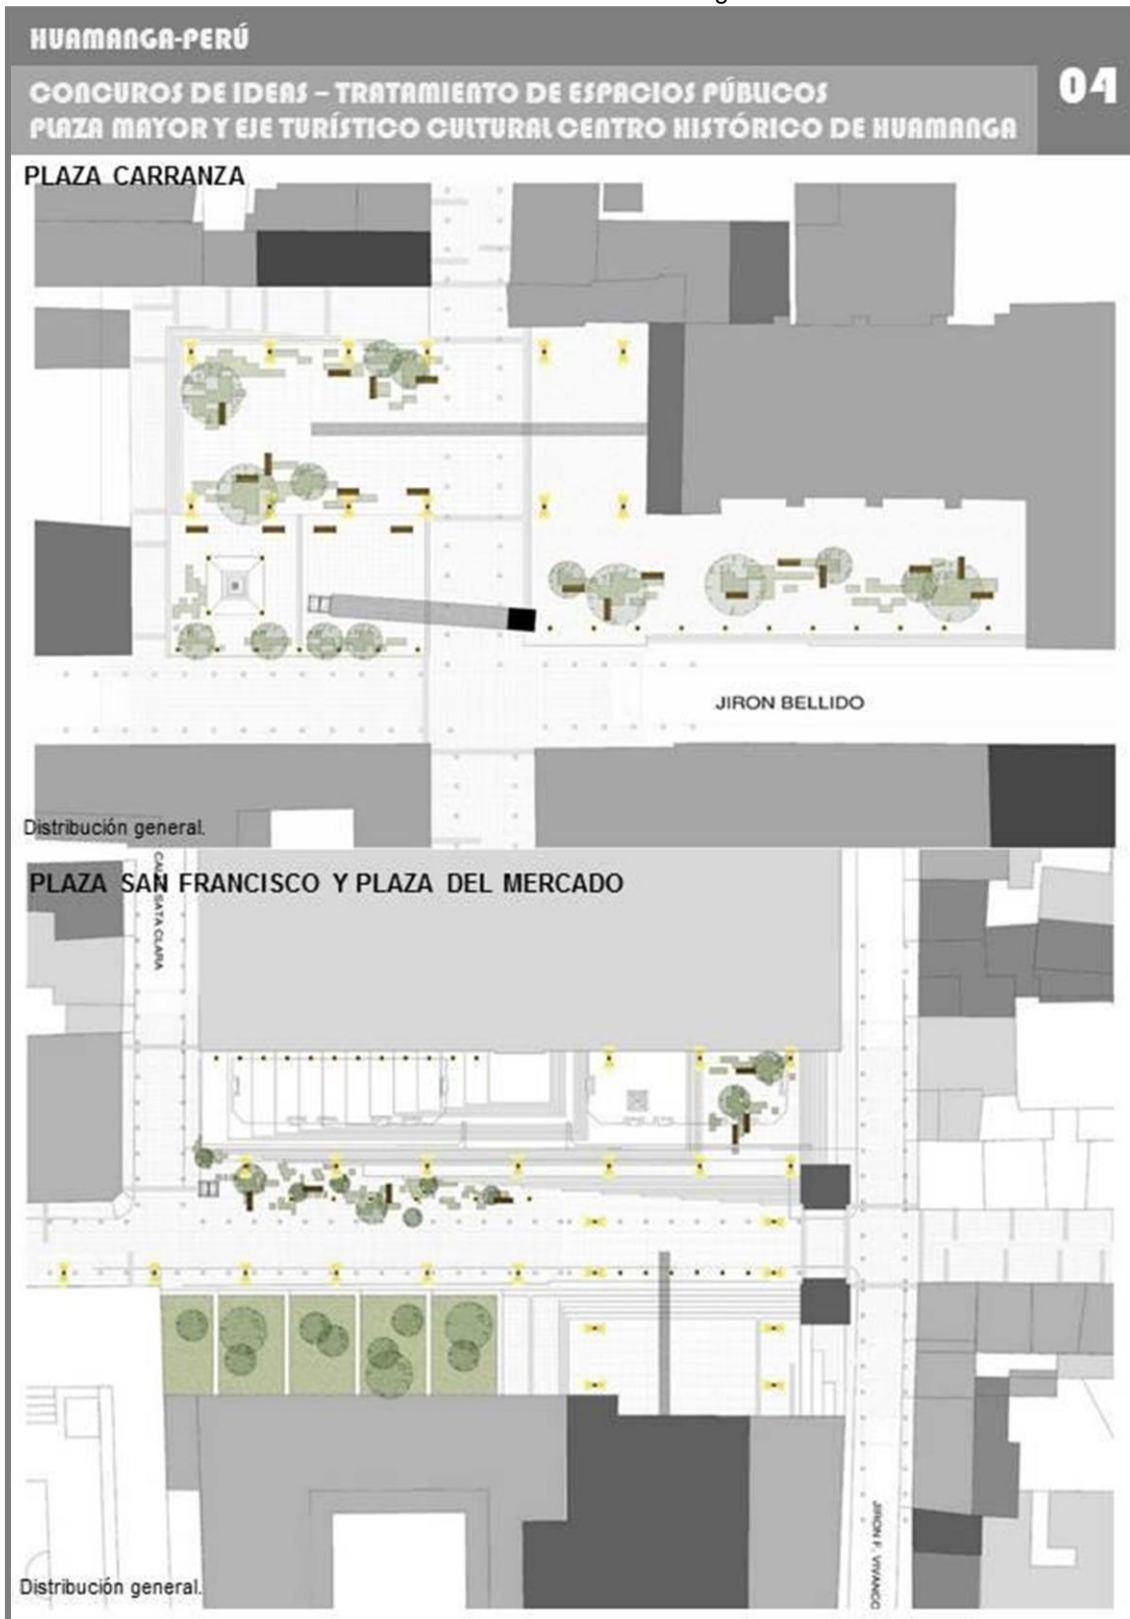 g
HUAMANGA-PERÚ
CONCUROS DE IDEAS – TRATAMIENTO DE ESPACIOS PÚBLICOS
PLAZA MAYOR Y EJE TURÍSTICO CULTURAL CENTRO HISTÓRICO DE HUAMANGA
04
PLAZA CARRANZA
JIRON BELLIDO
Distribución general.
PLAZA SAN FRANCISCO Y PLAZA DEL MERCADO
SATA CLARA
JIRON F. VIVANCO
Distribución general.